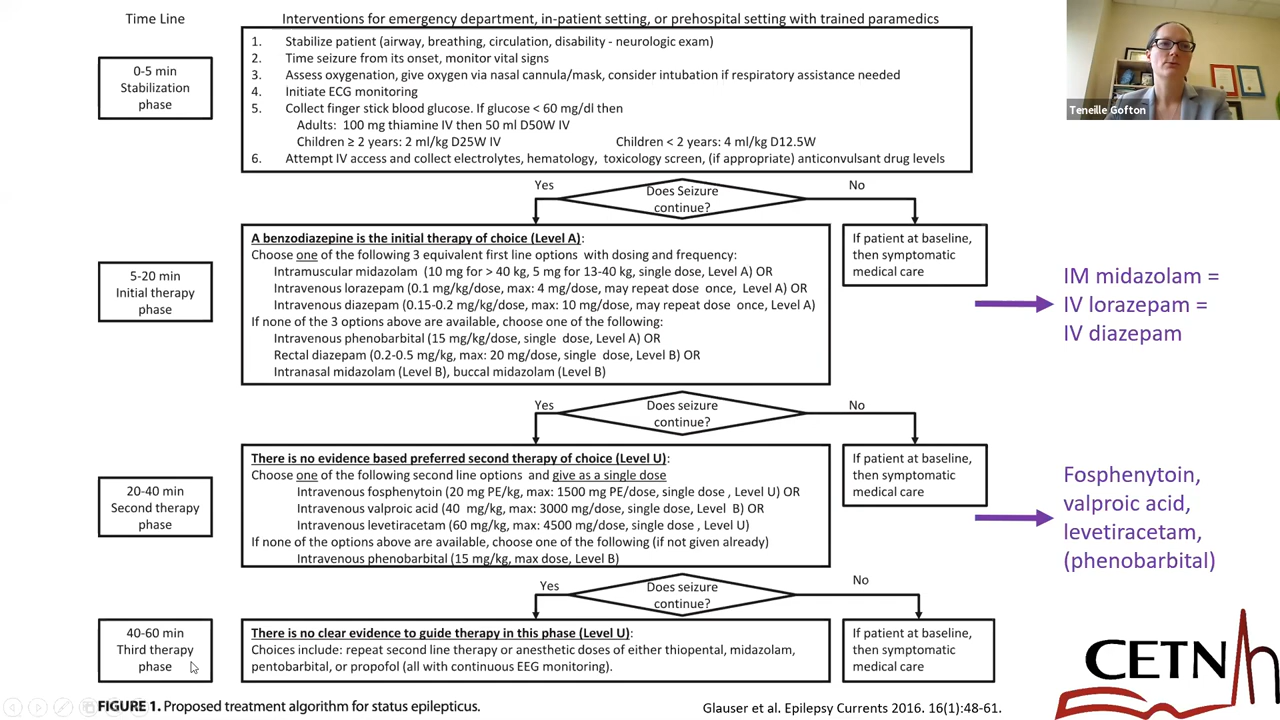 Time Line
Interventions for emergency department, in-patient setting, or prehospital setting with trained paramedics
0-5 min
Stabilization
phase
1. Stabilize patient (airway, breathing, circulation, disability - neurologic exam)
2. Time seizure from its onset, monitor vital signs
3. Assess oxygenation, give oxygen via nasal cannula/mask, consider intubation if respiratory assistance needed
4. Initiate ECG monitoring
5. Collect finger stick blood glucose. If glucose < 60 mg/dl then
Adults: 100 mg thiamine IV then 50 ml D50W IV
Children ≥ 2 years: 2 ml/kg D25W IV Children < 2 years: 4 ml/kg D12.5W
6. Attempt IV access and collect electrolytes, hematology, toxicology screen, (if appropriate) anticonvulsant drug levels
Teneille Gofton
Yes
Does Seizure
continue?
No
5-20 min
Initial therapy
phase
A benzodiazepine is the initial therapy of choice (Level A):
Choose one of the following 3 equivalent first line options with dosing and frequency:
Intramuscular midazolam (10 mg for > 40 kg, 5 mg for 13-40 kg, single dose, Level A) OR
Intravenous lorazepam (0.1 mg/kg/dose, max: 4 mg/dose, may repeat dose once, Level A) OR
Intravenous diazepam (0.15-0.2 mg/kg/dose, max: 10 mg/dose, may repeat dose once, Level A)
If none of the 3 options above are available, choose one of the following:
Intravenous phenobarbital (15 mg/kg/dose, single dose, Level A) OR
Rectal diazepam (0.2-0.5 mg/kg, max: 20 mg/dose, single dose, Level B) OR
Intranasal midazolam (Level B), buccal midazolam (Level B)
If patient at baseline,
then symptomatic
medical care
IM midazolam =
IV lorazepam =
IV diazepam
Yes
Does seizure
continue?
No
20-40 min
Second therapy
phase
There is no evidence based preferred second therapy of choice (Level U):
Choose one of the following second line options and give as a single dose
Intravenous fosphenytoin (20 mg PE/kg, max: 1500 mg PE/dose, single dose , Level U) OR
Intravenous valproic acid (40 mg/kg, max: 3000 mg/dose, single dose, Level B) OR
Intravenous levetiracetam (60 mg/kg, max: 4500 mg/dose, single dose , Level U)
If none of the options above are available, choose one of the following (if not given already)
Intravenous phenobarbital (15 mg/kg, max dose, Level B)
If patient at baseline,
then symptomatic
medical care
Fosphenytoin,
valproic acid,
levetiracetam,
(phenobarbital)
Yes
Does seizure
continue?
No
40-60 min
Third therapy
phase
There is no clear evidence to guide therapy in this phase (Level U):
Choices include: repeat second line therapy or anesthetic doses of either thiopental, midazolam,
pentobarbital, or propofol (all with continuous EEG monitoring).
If patient at baseline,
then symptomatic
medical care
CETN
FIGURE 1. Proposed treatment algorithm for status epilepticus.
Glauser et al. Epilepsy Currents 2016. 16(1):48-61.